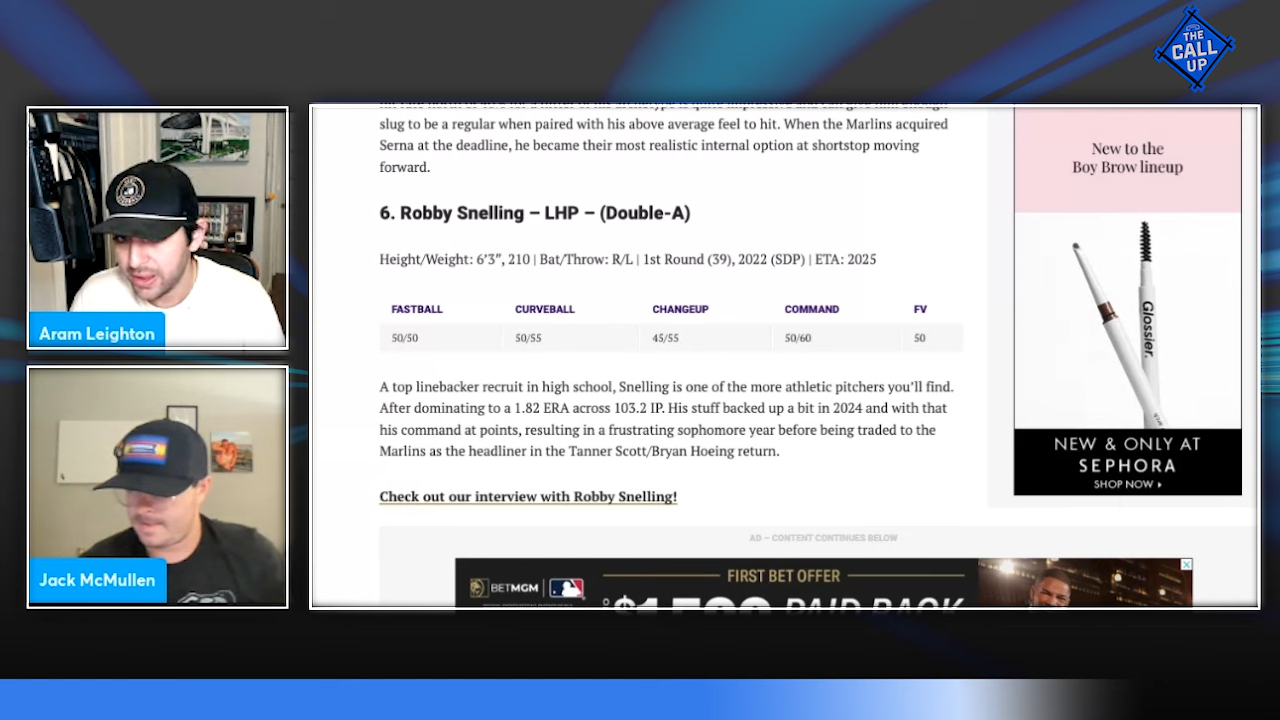 THE
CALL
UP
slug to be a regular when paired with his above average feel to hit. When the Marlins acquired
Serna at the deadline, he became their most realistic internal option at shortstop moving
forward.
6. Robby Snelling – LHP – (Double-A)
Height/Weight: 6’3″, 210 | Bat/Throw: R/L | 1st Round (39), 2022 (SDP) | ETA: 2025
FASTBALL CURVEBALL CHANGEUP COMMAND FV
50/50 50/55 45/55 50/60 50
A top linebacker recruit in high school, Snelling is one of the more athletic pitchers you’ll find.
After dominating to a 1.82 ERA across 103.2 IP. His stuff backed up a bit in 2024 and with that
his command at points, resulting in a frustrating sophomore year before being traded to the
Marlins as the headliner in the Tanner Scott/Bryan Hoeing return.
Check out our interview with Robby Snelling!
AD – CONTENT CONTINUES BELOW
BETMGM
FIRST BET OFFER
$1,500 PAID BACK
New to the
Boy Brow lineup
Glossier.
NEW & ONLY AT
SEPHORA
SHOP NOW
Aram Leighton
Jack McMullen